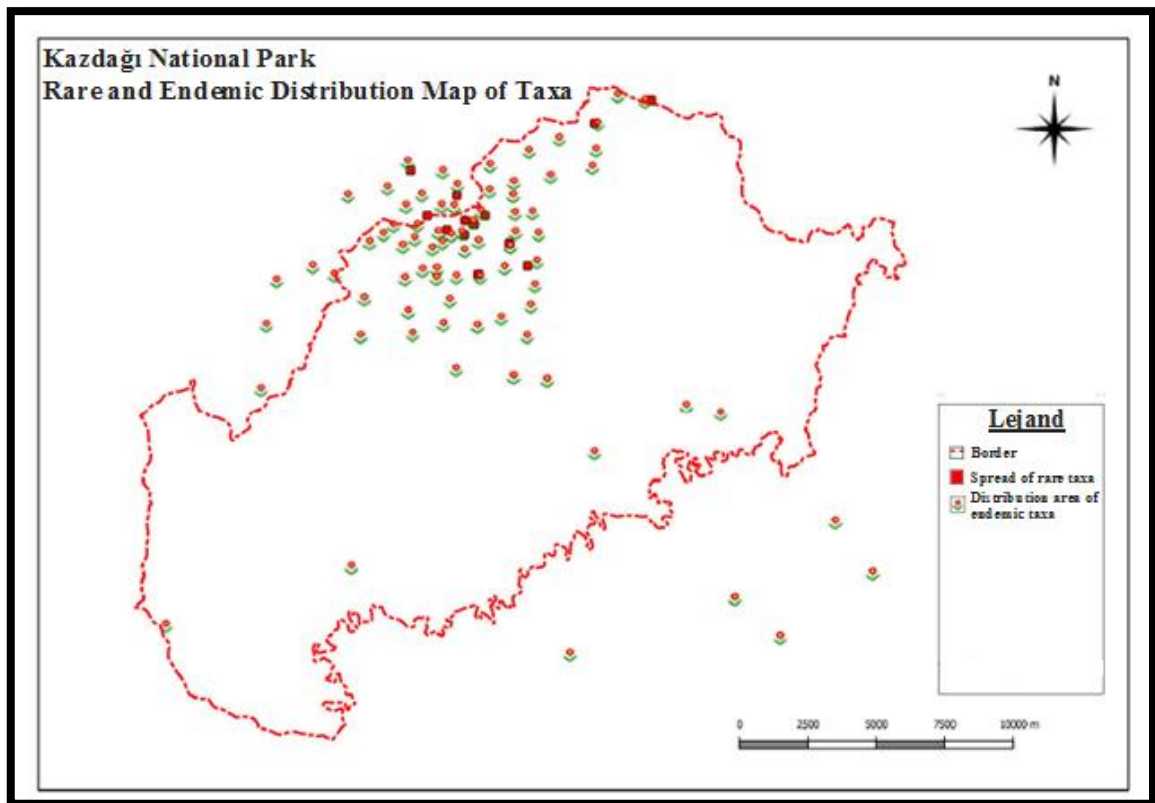 Kazdağı National Park
Rare and Endemic Distribution Map of Taxa
N
Lejand
Border
Spread of rare taxa
Distribution area of
endemic taxa
0 2500 5000 7500 10000 m